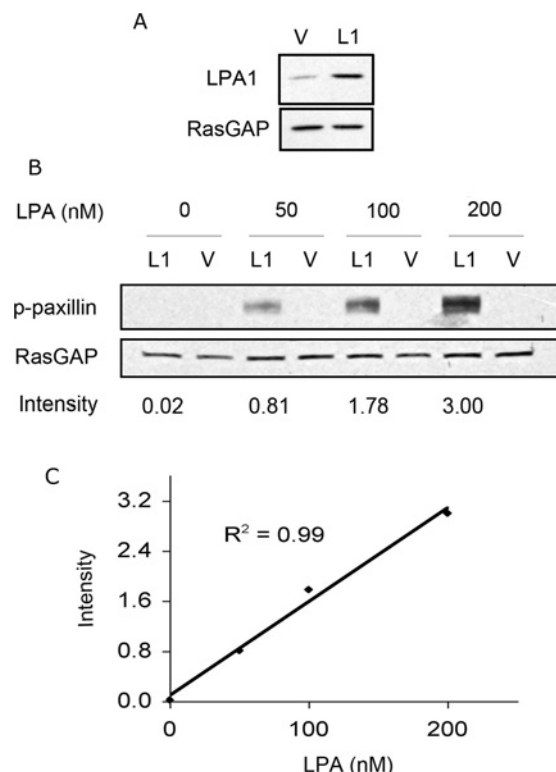 A
V L1
LPA1
RasGAP
B
LPA (nM) 0 50 100 200
L1 V L1 V L1 V L1 V
p-paxillin
RasGAP
Intensity 0.02 0.81 1.78 3.00
C
3.2
R² = 0.99
2.4
Intensity
1.6
0.8
0.0
0 100 200
LPA (nM)